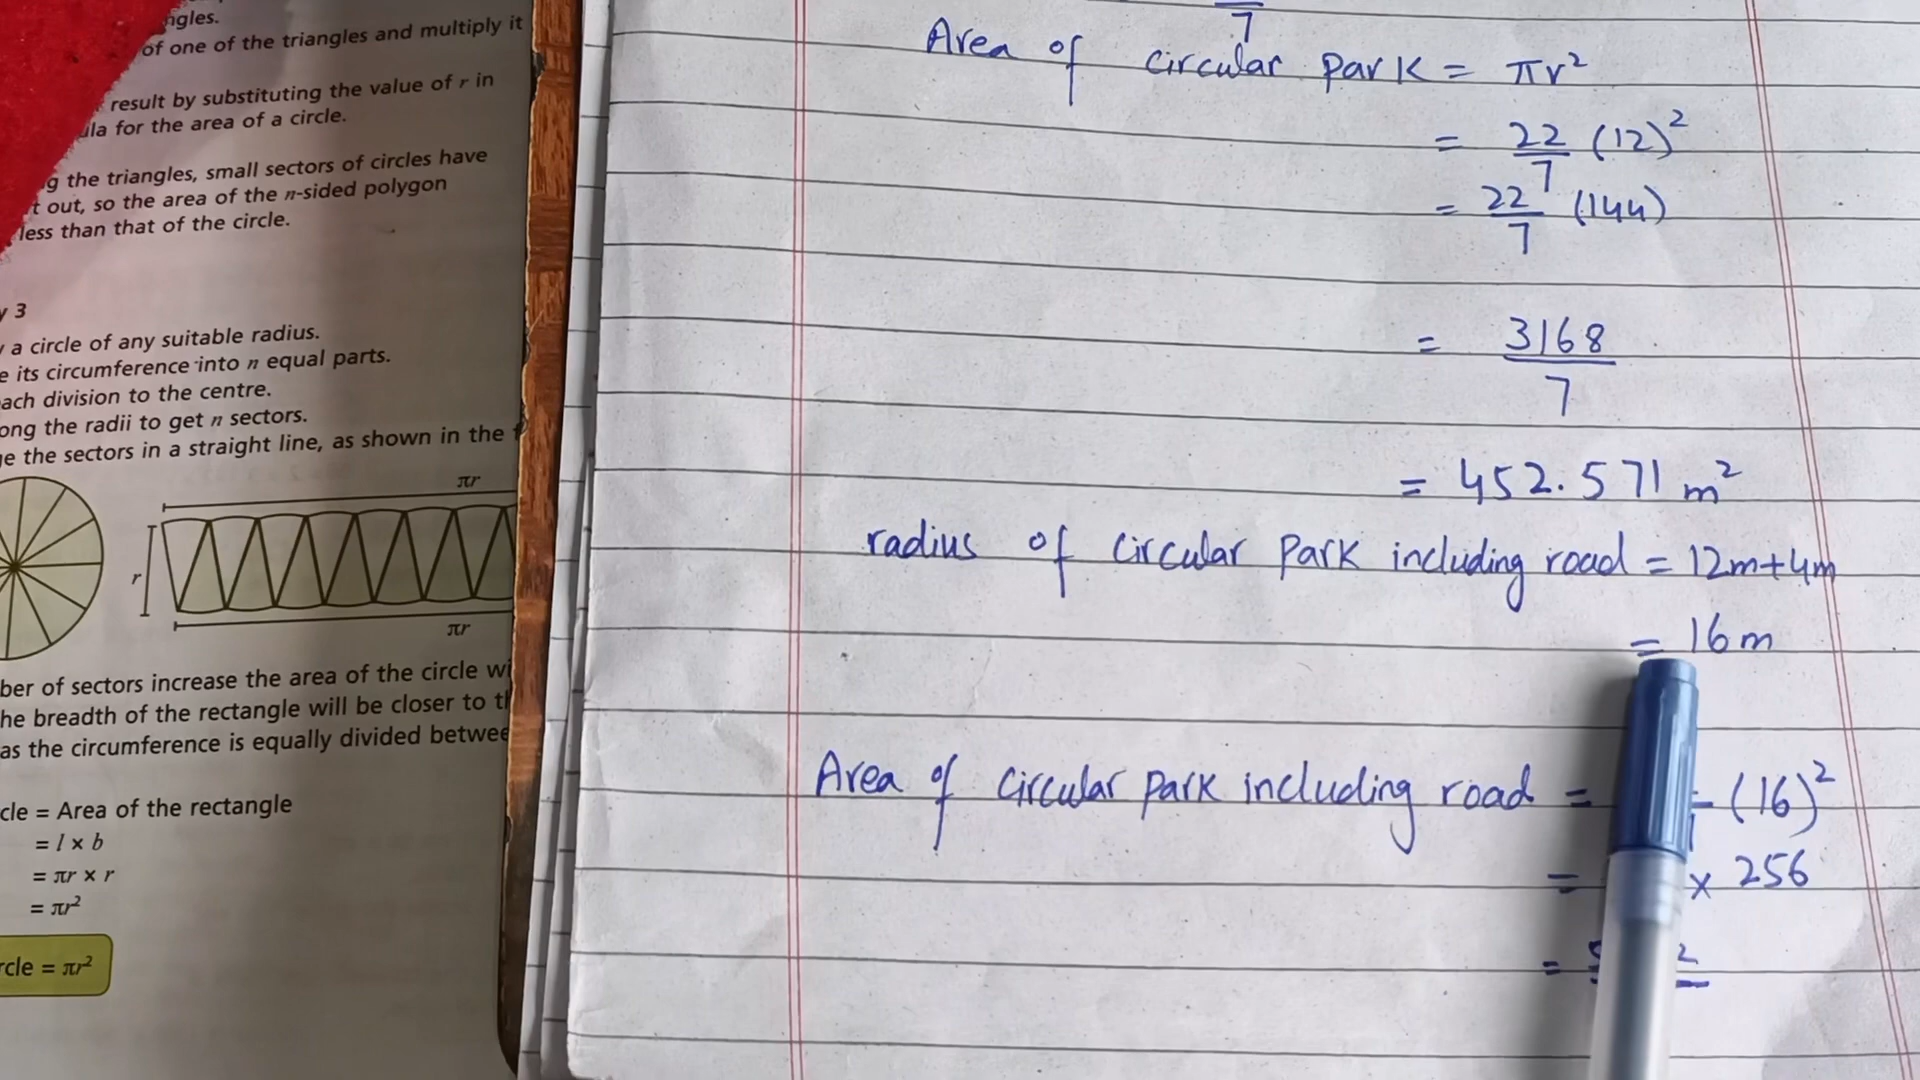 ngles.
of one of the triangles and multiply it
result by substituting the value of r in
ula for the area of a circle.
g the triangles, small sectors of circles have
t out, so the area of the n-sided polygon
less than that of the circle.
y 3
a circle of any suitable radius.
e its circumference into n equal parts.
ach division to the centre.
ong the radii to get n sectors.
ge the sectors in a straight line, as shown in the
πr
r
πr
ber of sectors increase the area of the circle wi
he breadth of the rectangle will be closer to th
as the circumference is equally divided betwee
cle = Area of the rectangle
= l × b
= πr × r
= πr²
rcle = πr²
7
Area of circular park = πr²
= 22/7 (12)²
= 22/7 (144)
= 3168/7
= 452.571 m²
radius of circular park including road = 12m+4m
= 16m
Area of circular park including road = (16)²
= × 256
= 2